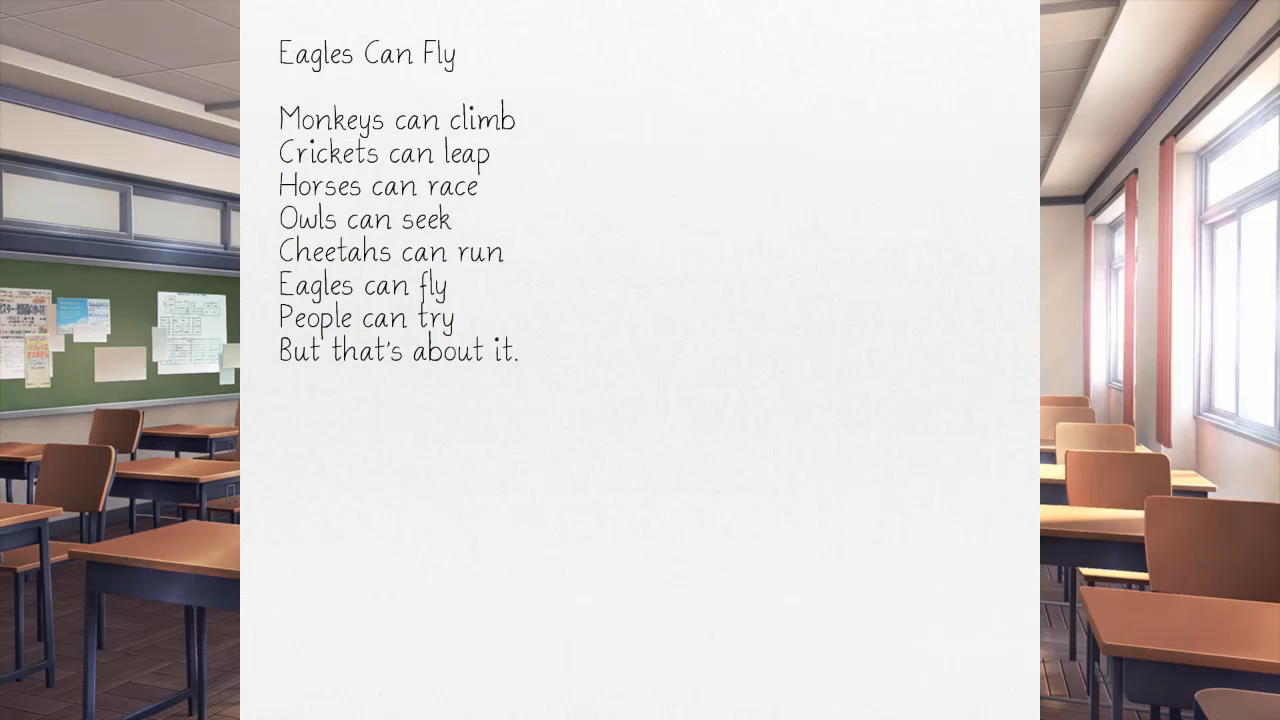 Eagles Can Fly
Monkeys can climb
Crickets can leap
Horses can race
Owls can seek
Cheetahs can run
Eagles can fly
People can try
But that's about it.